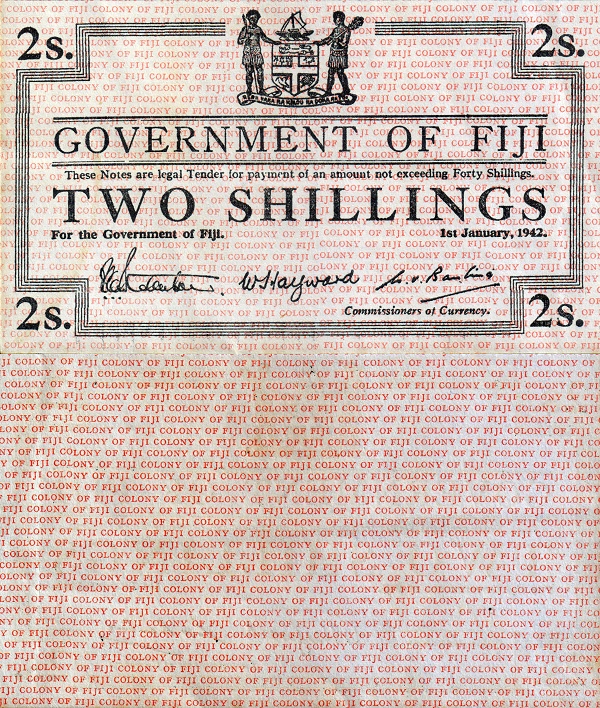 2s. 2s.
GOVERNMENT OF FIJI
These Notes are legal Tender for payment of an amount not exceeding Forty Shillings.
TWO SHILLINGS
For the Government of Fiji. 1st January, 1942.
W Hayward
Commissioners of Currency.
2s. 2s.
COLONY OF FIJI COLONY OF FIJI COLONY OF FIJI COLONY OF FIJI COLONY OF FIJI